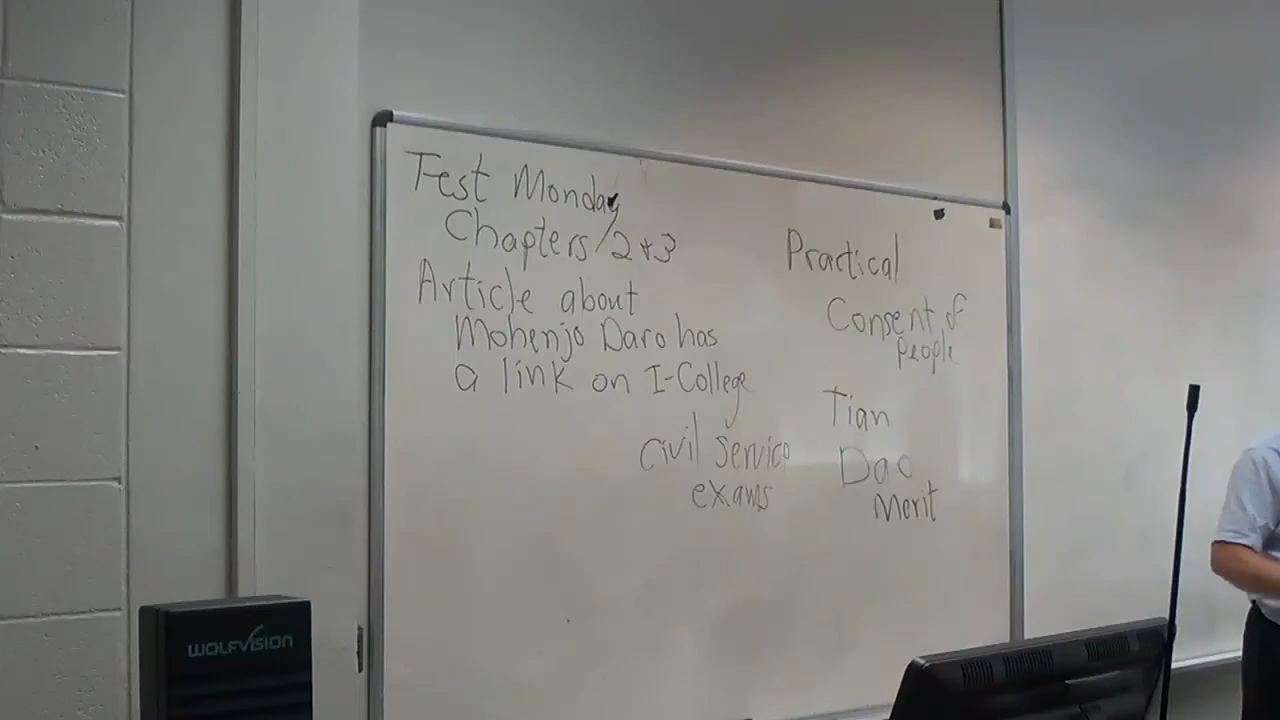 Test Monday
Chapters 1 2 + 3
Article about
Mohenjo Daro has
a link on I-College
Civil Service
exams
Practical
Consent of
people
Tian
Dao
Merit
WOLFVISION